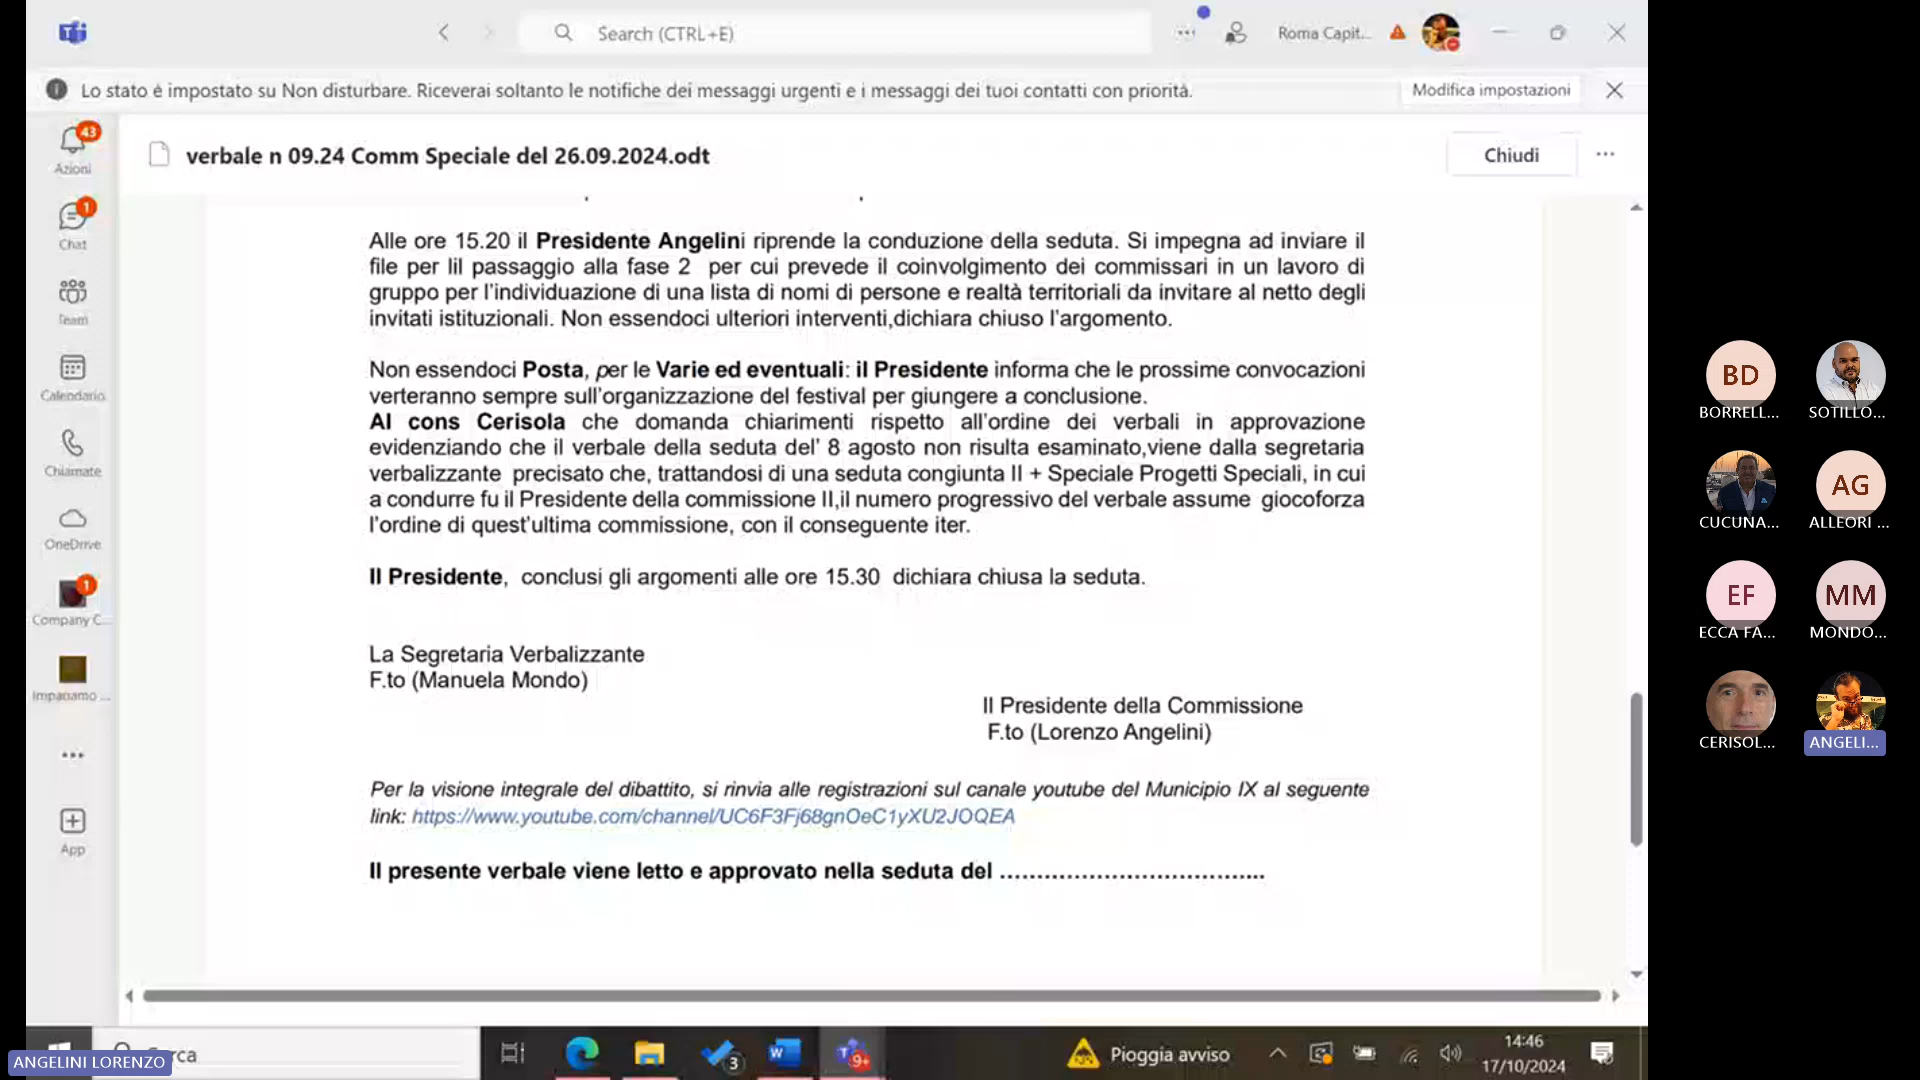 Search (CTRL+E)
Roma Capit...
Lo stato è impostato su Non disturbare. Riceverai soltanto le notifiche dei messaggi urgenti e i messaggi dei tuoi contatti con priorità.
Modifica impostazioni
43
Azioni
1
Chat
Team
Calendario
Chiamate
OneDrive
1
Company C...
Impariamo ...
App
verbale n 09.24 Comm Speciale del 26.09.2024.odt
Chiudi
Alle ore 15.20 il Presidente Angelini riprende la conduzione della seduta. Si impegna ad inviare il
file per lil passaggio alla fase 2 per cui prevede il coinvolgimento dei commissari in un lavoro di
gruppo per l'individuazione di una lista di nomi di persone e realtà territoriali da invitare al netto degli
invitati istituzionali. Non essendoci ulteriori interventi,dichiara chiuso l'argomento.
Non essendoci Posta, per le Varie ed eventuali: il Presidente informa che le prossime convocazioni
verteranno sempre sull'organizzazione del festival per giungere a conclusione.
Al cons Cerisola che domanda chiarimenti rispetto all'ordine dei verbali in approvazione
evidenziando che il verbale della seduta del' 8 agosto non risulta esaminato,viene dalla segretaria
verbalizzante precisato che, trattandosi di una seduta congiunta II + Speciale Progetti Speciali, in cui
a condurre fu il Presidente della commissione II,il numero progressivo del verbale assume giocoforza
l'ordine di quest'ultima commissione, con il conseguente iter.
Il Presidente, conclusi gli argomenti alle ore 15.30 dichiara chiusa la seduta.
La Segretaria Verbalizzante
F.to (Manuela Mondo)
Il Presidente della Commissione
F.to (Lorenzo Angelini)
Per la visione integrale del dibattito, si rinvia alle registrazioni sul canale youtube del Municipio IX al seguente
link: https://www.youtube.com/channel/UC6F3Fj68gnOeC1yXU2JOQEA
Il presente verbale viene letto e approvato nella seduta del ……………………………...
BD
BORRELL...
SOTILLO...
CUCUNA...
AG
ALLEORI ...
EF
ECCA FA...
MM
MONDO...
CERISOL...
ANGELI...
ANGELINI LORENZO
3
9+
Pioggia avviso
14:46
17/10/2024